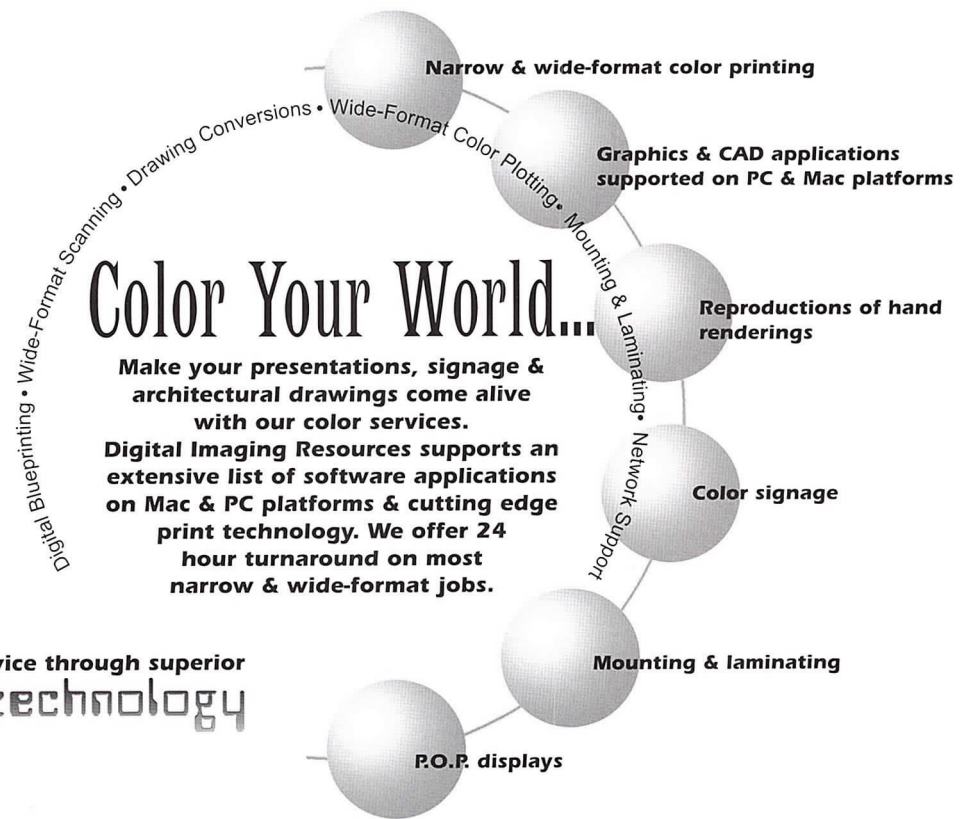 Narrow & wide-format color printing
Graphics & CAD applications
supported on PC & Mac platforms
Reproductions of hand
renderings
Color signage
Mounting & laminating
P.O.P. displays
Digital Blueprinting • Wide-Format Scanning • Drawing Conversions • Wide-Format Color Plotting • Mounting & Laminating • Network Support
Color Your World...
Make your presentations, signage &
architectural drawings come alive
with our color services.
Digital Imaging Resources supports an
extensive list of software applications
on Mac & PC platforms & cutting edge
print technology. We offer 24
hour turnaround on most
narrow & wide-format jobs.
through superior
technology